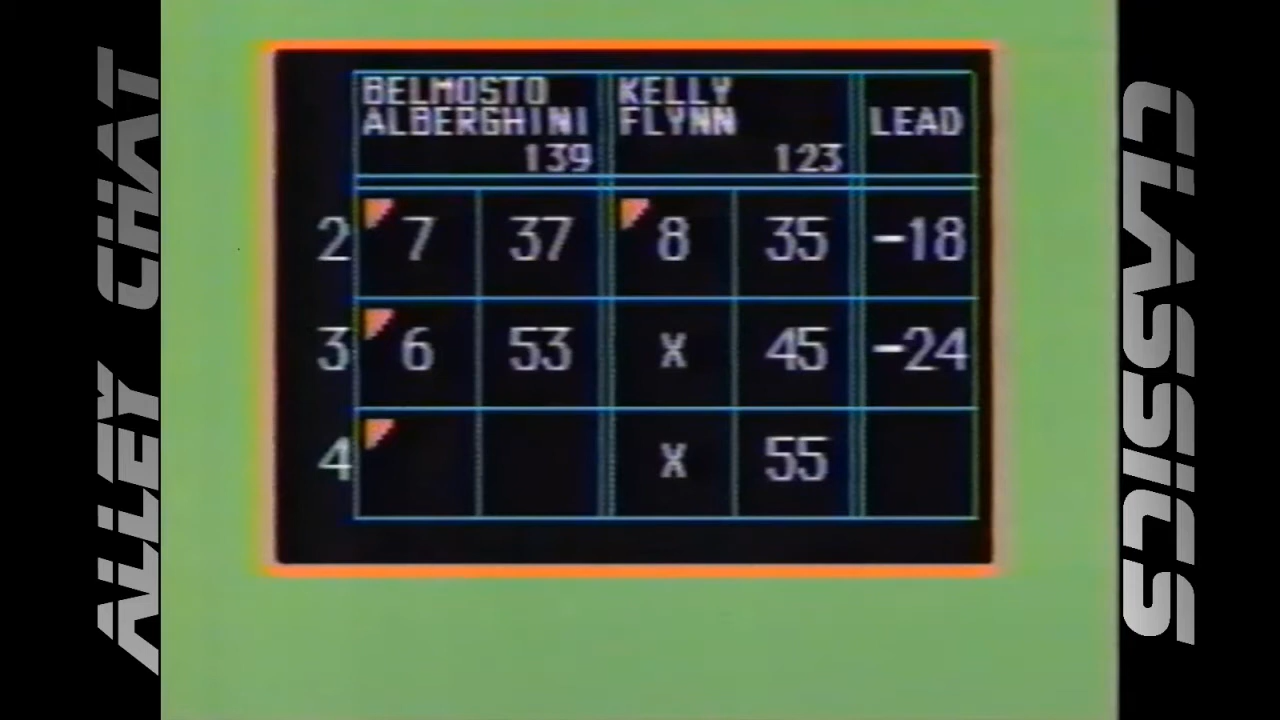 ALLEY CHAT
BELMOSTO KELLY
ALBERGHINI FLYNN LEAD
139 123
2 7 37 8 35 -18
3 6 53 X 45 -24
4 X 55
CLASSICS